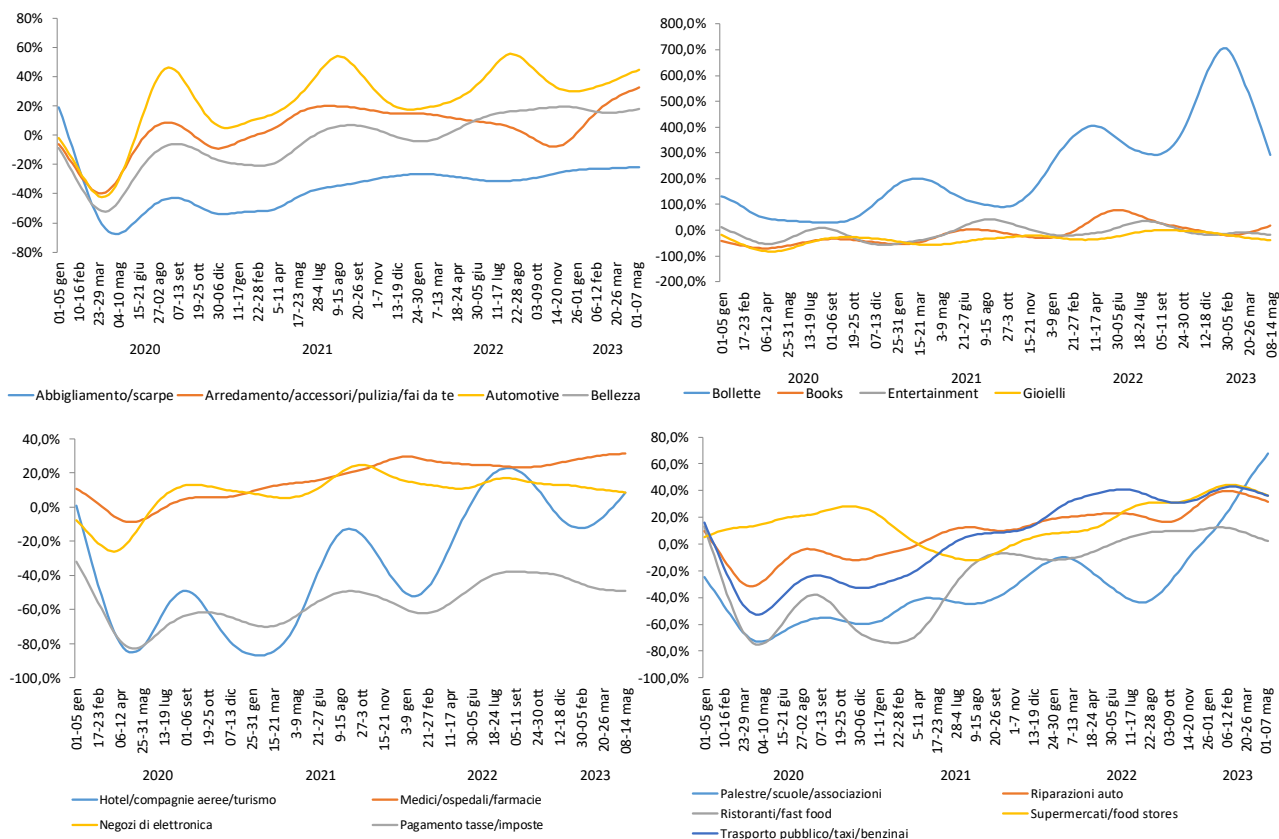 80%
60%
40%
20%
0%
20%
40%
60%
80%
01-05 gen
10-16 feb
23-29 mar
04-10 mag
15-21 giu
27-02 ago
07-13 set
19-25 ott
30-06 dic
11-17gen
22-28 feb
5-11 apr
17-23 mag
28-4 lug
9-15 ago
20-26 set
1-7 nov
13-19 dic
24-30 gen
7-13 mar
18-24 apr
30-05 giu
11-17 lug
22-28 ago
03-09 ott
14-20 nov
26-01 gen
06-12 feb
20-26 mar
01-07 mag
2020 2021 2022 2023
Abbigliamento/scarpe Arredamento/accessori/pulizia/fai da te Automotive Bellezza
800,0%
700,0%
600,0%
500,0%
400,0%
300,0%
200,0%
100,0%
0,0%
-100,0%
-200,0%
01-05 gen
17-23 feb
06-12 apr
25-31 mag
13-19 lug
01-06 set
19-25 ott
07-13 dic
25-31 gen
15-21 mar
3-9 mag
21-27 giu
9-15 ago
27-3 ott
15-21 nov
3-9 gen
21-27 feb
11-17 apr
30-05 giu
18-24 lug
05-11 set
24-30 ott
12-18 dic
30-05 feb
20-26 mar
08-14 mag
2020 2021 2022 2023
Bollette Books Entertainment Gioielli
40,0%
20,0%
0,0%
-20,0%
-40,0%
-60,0%
-80,0%
-100,0%
01-05 gen
17-23 feb
06-12 apr
25-31 mag
13-19 lug
01-06 set
19-25 ott
07-13 dic
25-31 gen
15-21 mar
3-9 mag
21-27 giu
9-15 ago
27-3 ott
15-21 nov
3-9 gen
21-27 feb
11-17 apr
30-05 giu
18-24 lug
05-11 set
24-30 ott
12-18 dic
30-05 feb
20-26 mar
08-14 mag
2020 2021 2022 2023
Hotel/compagnie aeree/turismo Medici/ospedali/farmacie
Negozi di elettronica Pagamento tasse/imposte
80,0%
60,0%
40,0%
20,0%
0,0%
-20,0%
-40,0%
-60,0%
-80,0%
-100,0%
01-05 gen
10-16 feb
23-29 mar
04-10 mag
15-21 giu
27-02 ago
07-13 set
19-25 ott
30-06 dic
11-17gen
22-28 feb
5-11 apr
17-23 mag
28-4 lug
9-15 ago
20-26 set
1-7 nov
13-19 dic
24-30 gen
7-13 mar
18-24 apr
30-05 giu
11-17 lug
22-28 ago
03-09 ott
14-20 nov
26-01 gen
06-12 feb
20-26 mar
01-07 mag
2020 2021 2022 2023
Palestre/scuole/associazioni Riparazioni auto
Ristoranti/fast food Supermercati/food stores
Trasporto pubblico/taxi/benzinai